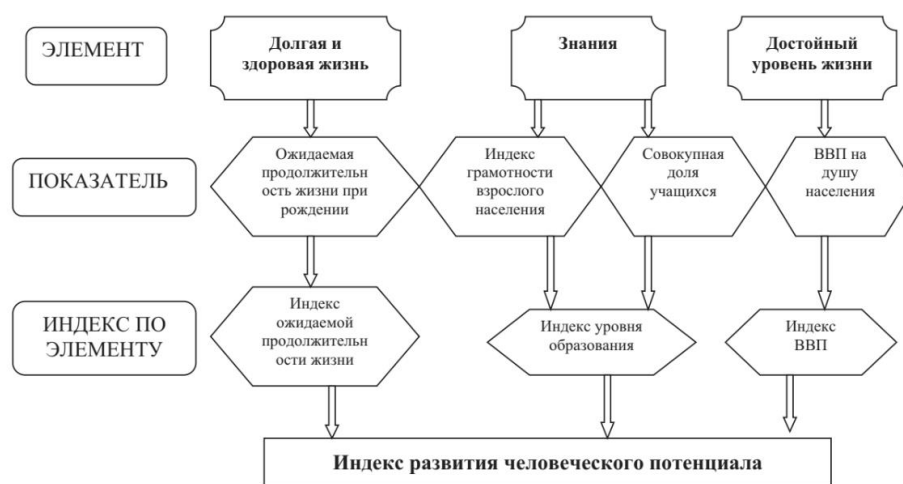 ЭЛЕМЕНТ
Долгая и
здоровая жизнь
Знания
Достойный
уровень жизни
ПОКАЗАТЕЛЬ
Ожидаемая
продолжительн
ость жизни при
рождении
Индекс
грамотности
взрослого
населения
Совокупная
доля
учащихся
ВВП на
душу
населения
ИНДЕКС ПО
ЭЛЕМЕНТУ
Индекс
ожидаемой
продолжительн
ости жизни
Индекс уровня
образования
Индекс
ВВП
Индекс развития человеческого потенциала